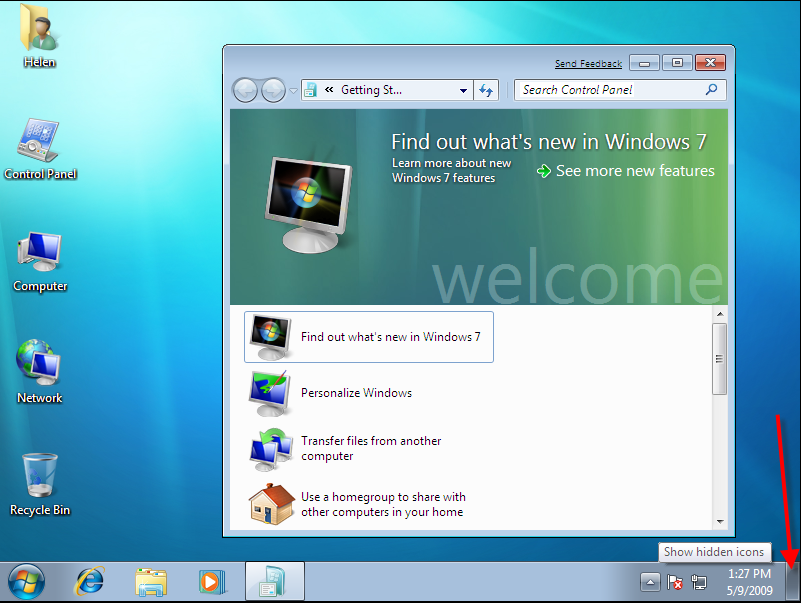 Helen
Control Panel
Computer
Network
Recycle Bin
Send Feedback
« Getting St...
Search Control Panel
Find out what's new in Windows 7
Learn more about new
Windows 7 features
See more new features
welcome
Find out what's new in Windows 7
Personalize Windows
Transfer files from another
computer
Use a homegroup to share with
other computers in your home
Show hidden icons
1:27 PM
5/9/2009